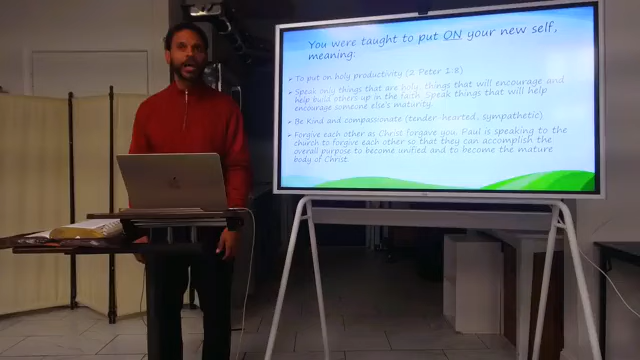 You were taught to put ON your new self,
meaning:
To put on holy productivity (2 Peter 1:8)
Speak only things that are holy, things that will encourage and
help build others up in the faith. Speak things that will help
encourage someone else's maturity.
Be Kind and compassionate (tender-hearted, sympathetic)
Forgive each other as Christ forgave you. Paul is speaking to the
church to forgive each other so that they can accomplish the
overall purpose to become unified and to become the mature
body of Christ